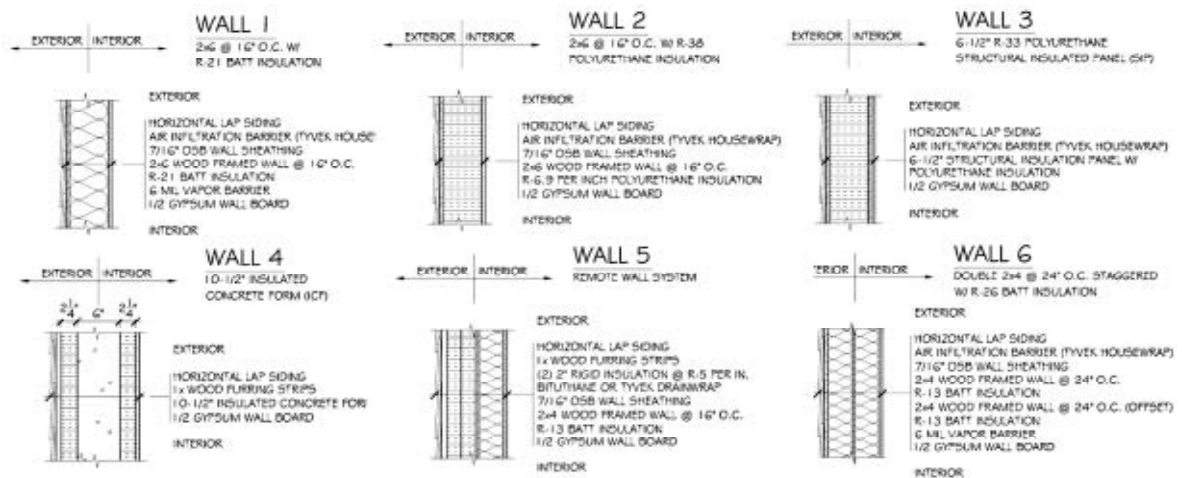 WALL 1
EXTERIOR INTERIOR
2x6 @ 16" O.C. W/
R-21 BATT INSULATION
EXTERIOR
HORIZONTAL LAP SIDING
AIR INFILTRATION BARRIER (TYVEK HOUSE
7/16" OSB WALL SHEATHING
2x6 WOOD FRAMED WALL @ 16" O.C.
R-21 BATT INSULATION
6 MIL VAPOR BARRIER
1/2 GYPSUM WALL BOARD
INTERIOR
WALL 2
EXTERIOR INTERIOR
2x6 @ 16" O.C. W/ R-38
POLYURETHANE INSULATION
EXTERIOR
HORIZONTAL LAP SIDING
AIR INFILTRATION BARRIER (TYVEK HOUSEWRAP)
7/16" OSB WALL SHEATHING
2x6 WOOD FRAMED WALL @ 16" O.C.
R-6.9 PER INCH POLYURETHANE INSULATION
1/2 GYPSUM WALL BOARD
INTERIOR
WALL 3
EXTERIOR INTERIOR
6-1/2" R-33 POLYURETHANE
STRUCTURAL INSULATED PANEL (SIP)
EXTERIOR
HORIZONTAL LAP SIDING
AIR INFILTRATION BARRIER (TYVEK HOUSEWRAP)
6-1/2" STRUCTURAL INSULATION PANEL W/
POLYURETHANE INSULATION
1/2 GYPSUM WALL BOARD
INTERIOR
WALL 4
EXTERIOR INTERIOR
10-1/2" INSULATED
CONCRETE FORM (ICF)
2 1/4" 6" 2 1/4"
EXTERIOR
HORIZONTAL LAP SIDING
1x WOOD FURRING STRIPS
10-1/2" INSULATED CONCRETE FORI
1/2 GYPSUM WALL BOARD
INTERIOR
WALL 5
EXTERIOR INTERIOR
REMOTE WALL SYSTEM
EXTERIOR
HORIZONTAL LAP SIDING
1x WOOD FURRING STRIPS
(2) 2" RIGID INSULATION @ R-5 PER IN.
BITUTHANE OR TYVEK DRAINWRAP
7/16" OSB WALL SHEATHING
2x4 WOOD FRAMED WALL @ 16" O.C.
R-13 BATT INSULATION
1/2 GYPSUM WALL BOARD
INTERIOR
WALL 6
TERIOR INTERIOR
DOUBLE 2x4 @ 24" O.C. STAGGERED
W/ R-26 BATT INSULATION
EXTERIOR
HORIZONTAL LAP SIDING
AIR INFILTRATION BARRIER (TYVEK HOUSEWRAP)
7/16" OSB WALL SHEATHING
2x4 WOOD FRAMED WALL @ 24" O.C.
R-13 BATT INSULATION
2x4 WOOD FRAMED WALL @ 24" O.C. (OFFSET)
R-13 BATT INSULATION
6 MIL VAPOR BARRIER
1/2 GYPSUM WALL BOARD
INTERIOR